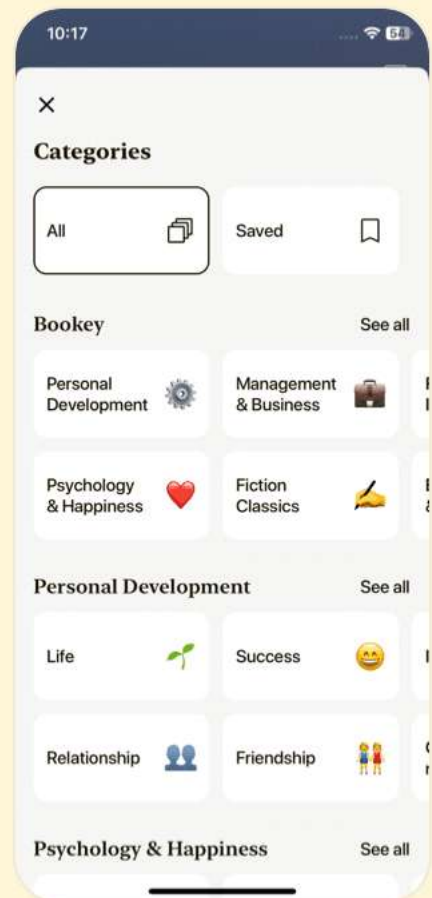 10:17
64
Categories
All
Saved
Bookey
See all
Personal
Development
Management
& Business
Psychology
& Happiness
Fiction
Classics
Personal Development
See all
Life
Success
Relationship
Friendship
Psychology & Happiness
See all